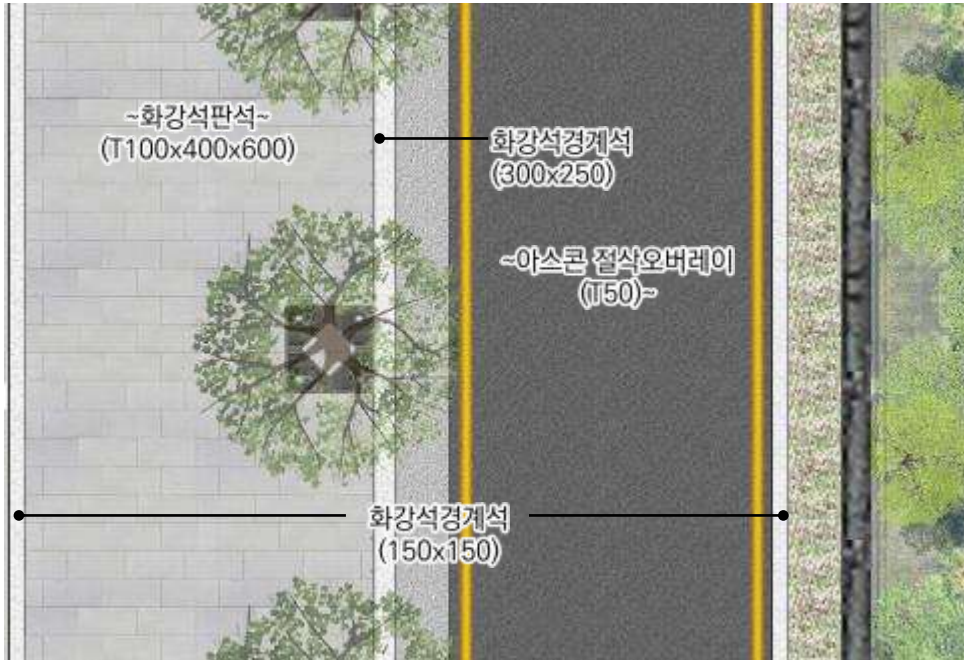 ~화강석판석~
(T100x400x600)
화강석경계석
(300x250)
~아스콘 절삭오버레이
(T50)~
화강석경계석
(150x150)